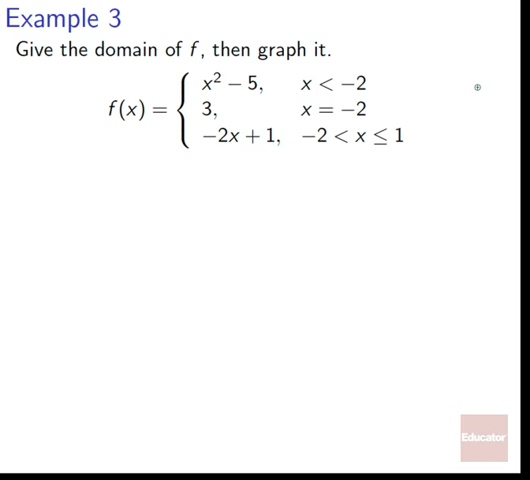 Example 3
Give the domain of f, then graph it.
x² − 5, x < −2
f(x) = { 3, x = −2
−2x + 1, −2 < x ≤ 1
Educator